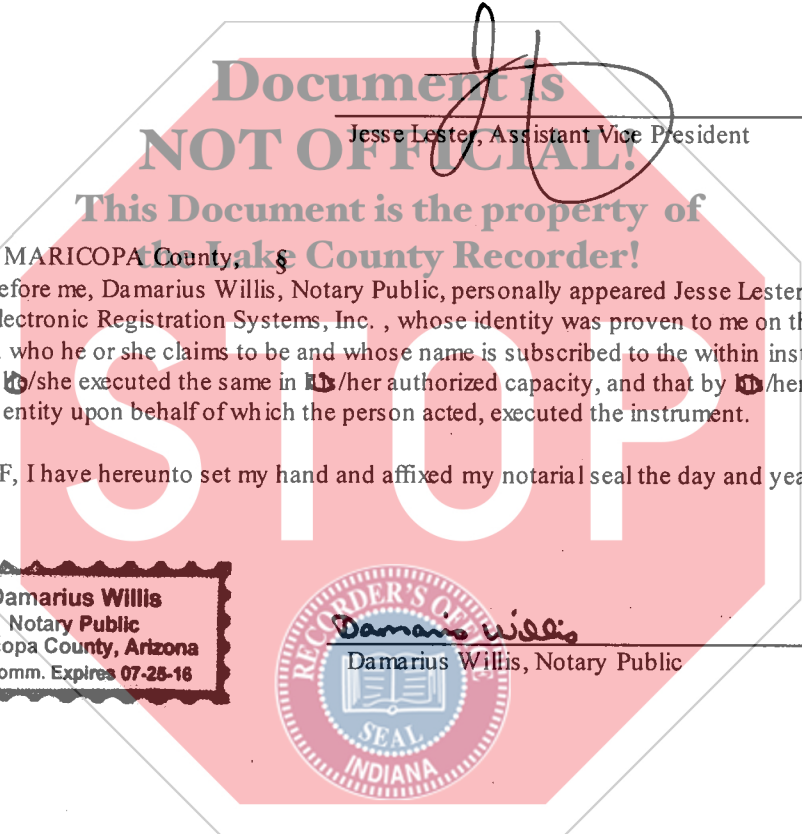 Document is
NOT OFFICIAL!
This Document is the property of
the Lake County Recorder!
STOP
Jesse Lester, Assistant Vice President
MARICOPA County, §
efore me, Damarius Willis, Notary Public, personally appeared Jesse Lester
lectronic Registration Systems, Inc. , whose identity was proven to me on th
who he or she claims to be and whose name is subscribed to the within inst
/she executed the same in /her authorized capacity, and that by /her
entity upon behalf of which the person acted, executed the instrument.
F, I have hereunto set my hand and affixed my notarial seal the day and yea
Damarius Willis
Notary Public
opa County, Arizona
omm. Expires 07-25-16
Damaris Willis
Damarius Willis, Notary Public
RECORDER'S OFFICE
SEAL
INDIANA